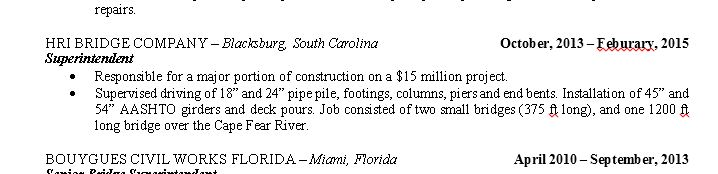 repairs.
HRI BRIDGE COMPANY – Blacksburg, South Carolina October, 2013 – Feburary, 2015
Superintendent
• Responsible for a major portion of construction on a $15 million project.
• Supervised driving of 18” and 24” pipe pile, footings, columns, piers and end bents. Installation of 45” and
54” AASHTO girders and deck pours. Job consisted of two small bridges (375 ft long), and one 1200 ft
long bridge over the Cape Fear River.
BOUYGUES CIVIL WORKS FLORIDA – Miami, Florida April 2010 – September, 2013
Senior Bridge Superintendent